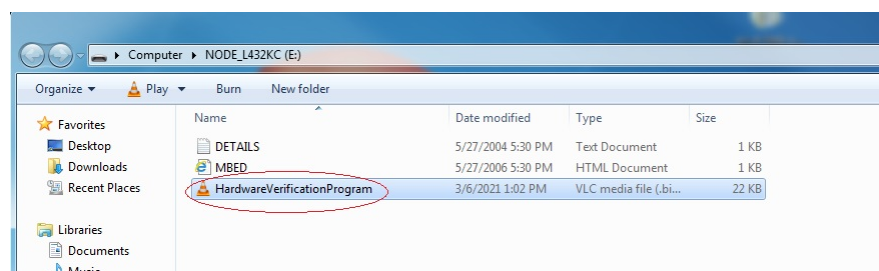 Computer NODE_L432KC (E:)
Organize Play Burn New folder
Name Date modified Type Size
Favorites
Desktop
Downloads
Recent Places
DETAILS 5/27/2004 5:30 PM Text Document 1 KB
MBED 5/27/2006 5:30 PM HTML Document 1 KB
HardwareVerificationProgram 3/6/2021 1:02 PM VLC media file (.bi... 22 KB
Libraries
Documents
Music